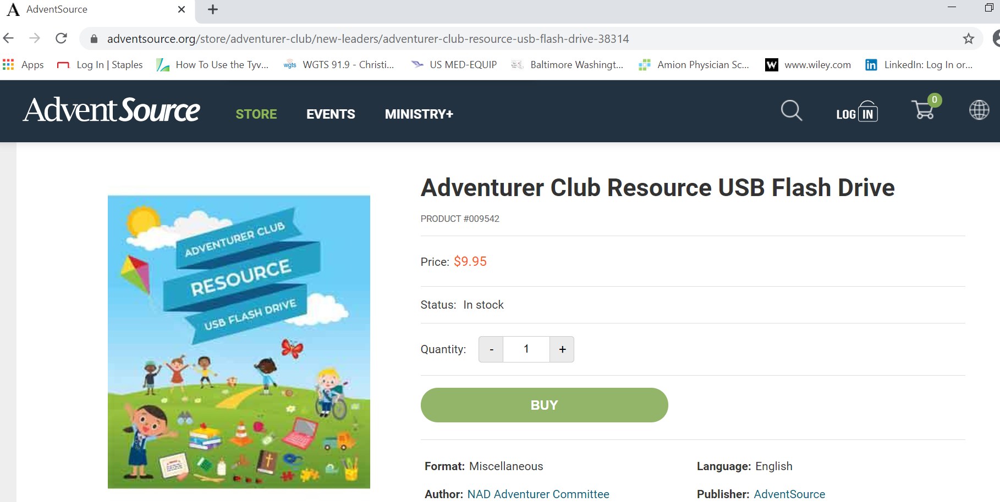 AdventSource
adventsource.org/store/adventurer-club/new-leaders/adventurer-club-resource-usb-flash-drive-38314
Apps Log In | Staples How To Use the Tyv... WGTS 91.9 - Christi... US MED-EQUIP Baltimore Washingt... Amion Physician Sc... www.wiley.com LinkedIn: Log In or...
AdventSource STORE EVENTS MINISTRY+ LOG IN 0
Adventurer Club Resource USB Flash Drive
PRODUCT #009542
Price: $9.95
Status: In stock
Quantity: - 1 +
BUY
Format: Miscellaneous Language: English
Author: NAD Adventurer Committee Publisher: AdventSource
ADVENTURER CLUB
RESOURCE
USB FLASH DRIVE